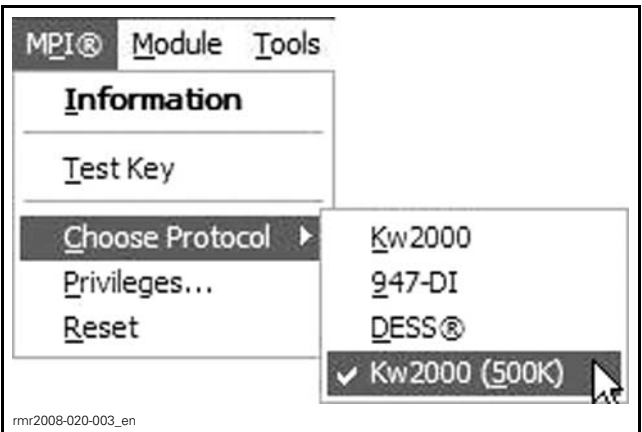 MPI® Module Tools
Information
Test Key
Choose Protocol
Privileges...
Reset
Kw2000
947-DI
DESS®
Kw2000 (500K)
rmr2008-020-003_en